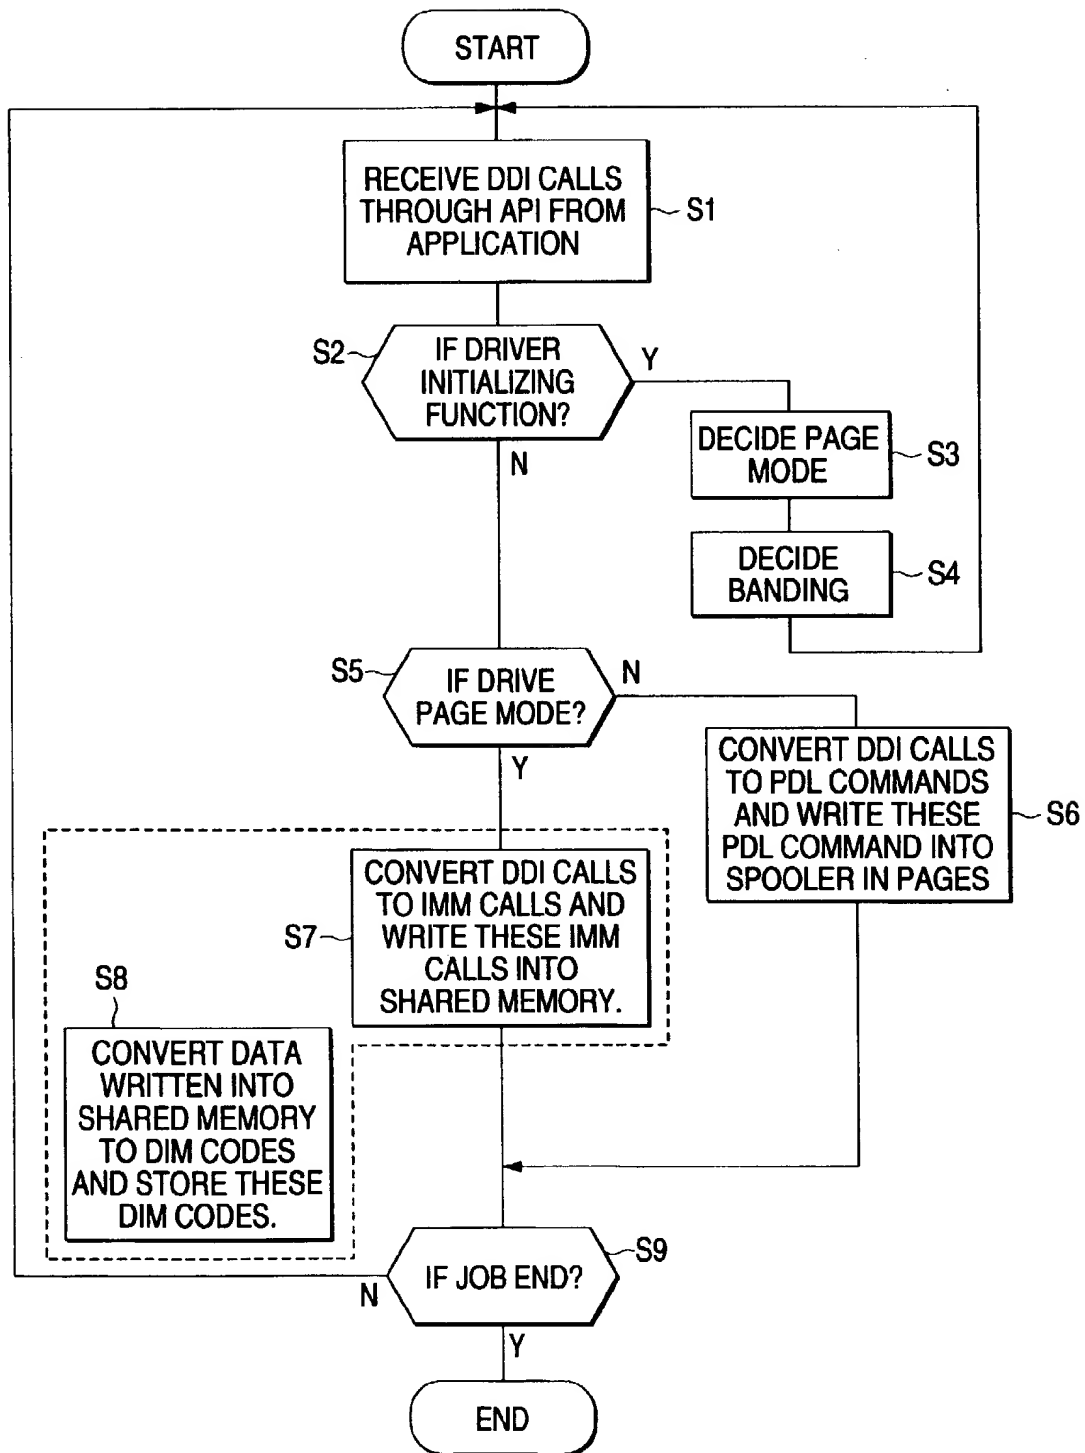 START
RECEIVE DDI CALLS
THROUGH API FROM
APPLICATION
S1
S2
IF DRIVER
INITIALIZING
FUNCTION?
Y
N
DECIDE PAGE
MODE
S3
DECIDE
BANDING
S4
S5
IF DRIVE
PAGE MODE?
N
Y
CONVERT DDI CALLS
TO PDL COMMANDS
AND WRITE THESE
PDL COMMAND INTO
SPOOLER IN PAGES
S6
S7
CONVERT DDI CALLS
TO IMM CALLS AND
WRITE THESE IMM
CALLS INTO
SHARED MEMORY.
S8
CONVERT DATA
WRITTEN INTO
SHARED MEMORY
TO DIM CODES
AND STORE THESE
DIM CODES.
S9
IF JOB END?
N
Y
END